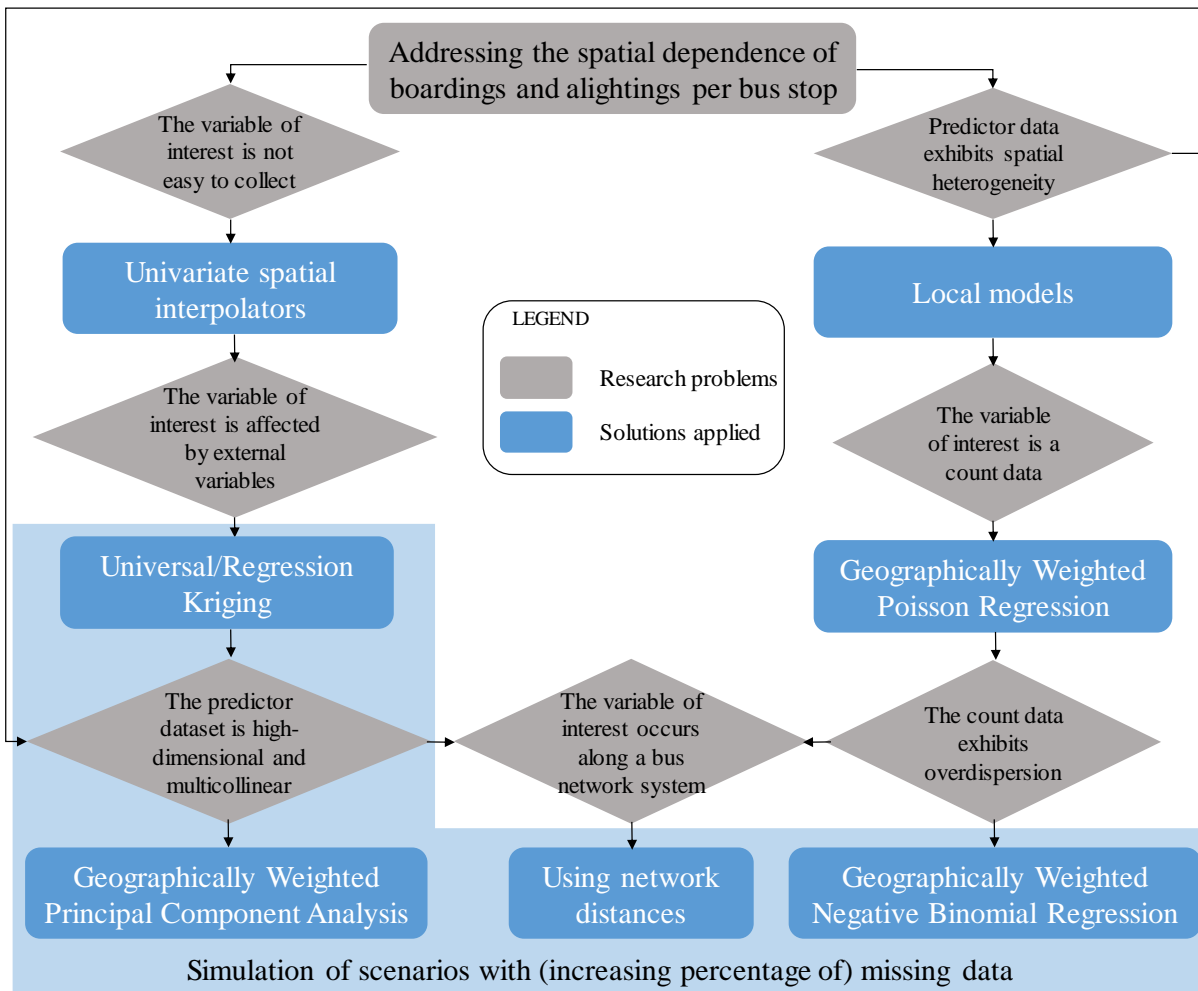 Addressing the spatial dependence of
boardings and alightings per bus stop
The variable of
interest is not
easy to collect
Predictor data
exhibits spatial
heterogeneity
Univariate spatial
interpolators
Local models
LEGEND
Research problems
Solutions applied
The variable of
interest is affected
by external
variables
The variable
of interest is a
count data
Universal/Regression
Kriging
Geographically Weighted
Poisson Regression
The predictor
dataset is high-
dimensional and
multicollinear
The variable of
interest occurs
along a bus
network system
The count data
exhibits
overdispersion
Geographically Weighted
Principal Component Analysis
Using network
distances
Geographically Weighted
Negative Binomial Regression
Simulation of scenarios with (increasing percentage of) missing data